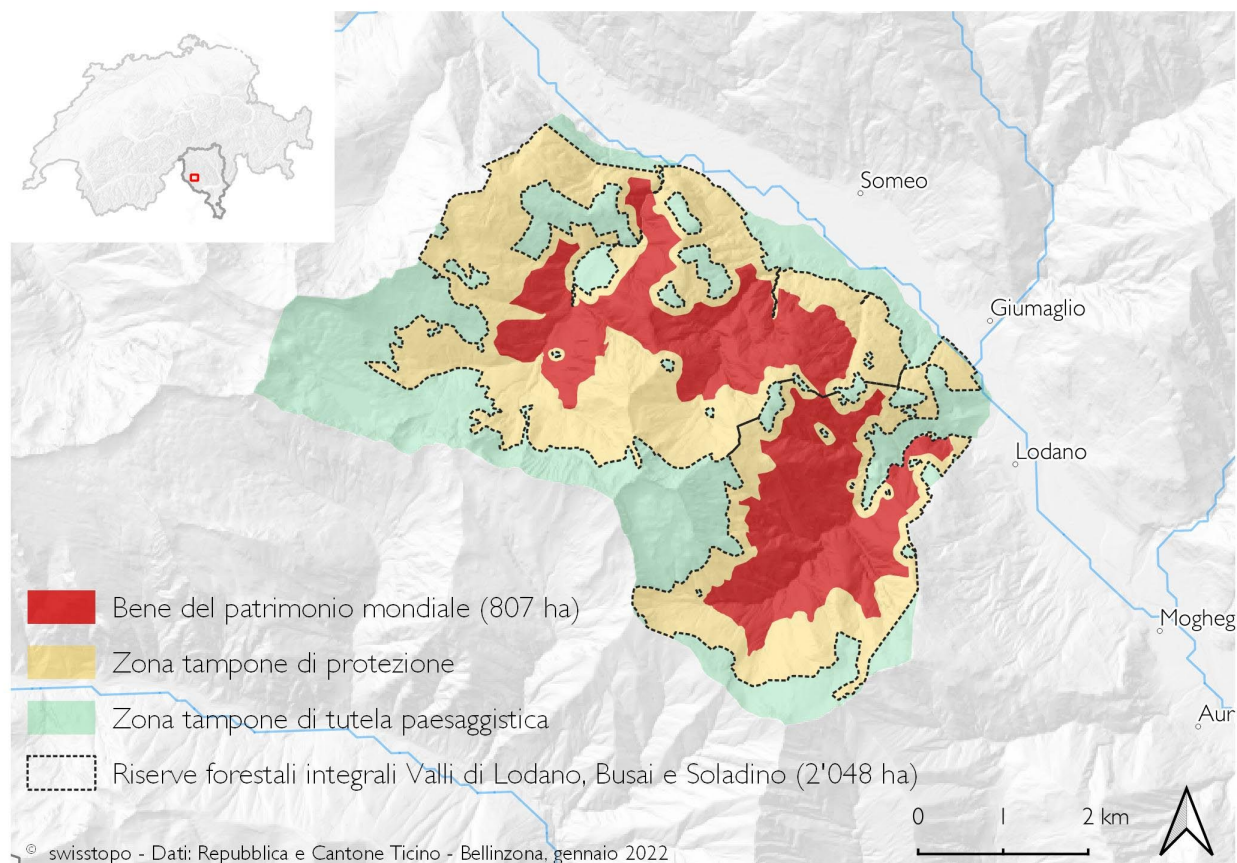 Someo
Giumaglio
Lodano
Mogheg
Aur
Bene del patrimonio mondiale (807 ha)
Zona tampone di protezione
Zona tampone di tutela paesaggistica
Riserve forestali integrali Valli di Lodano, Busai e Soladino (2'048 ha)
0 1 2 km
© swisstopo - Dati: Repubblica e Cantone Ticino - Bellinzona, gennaio 2022